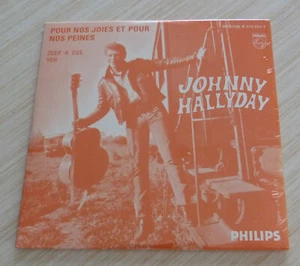 POUR NOS JOIES ET POUR
NOS PEINES
JOHNNY
HALLYDAY
PHILIPS